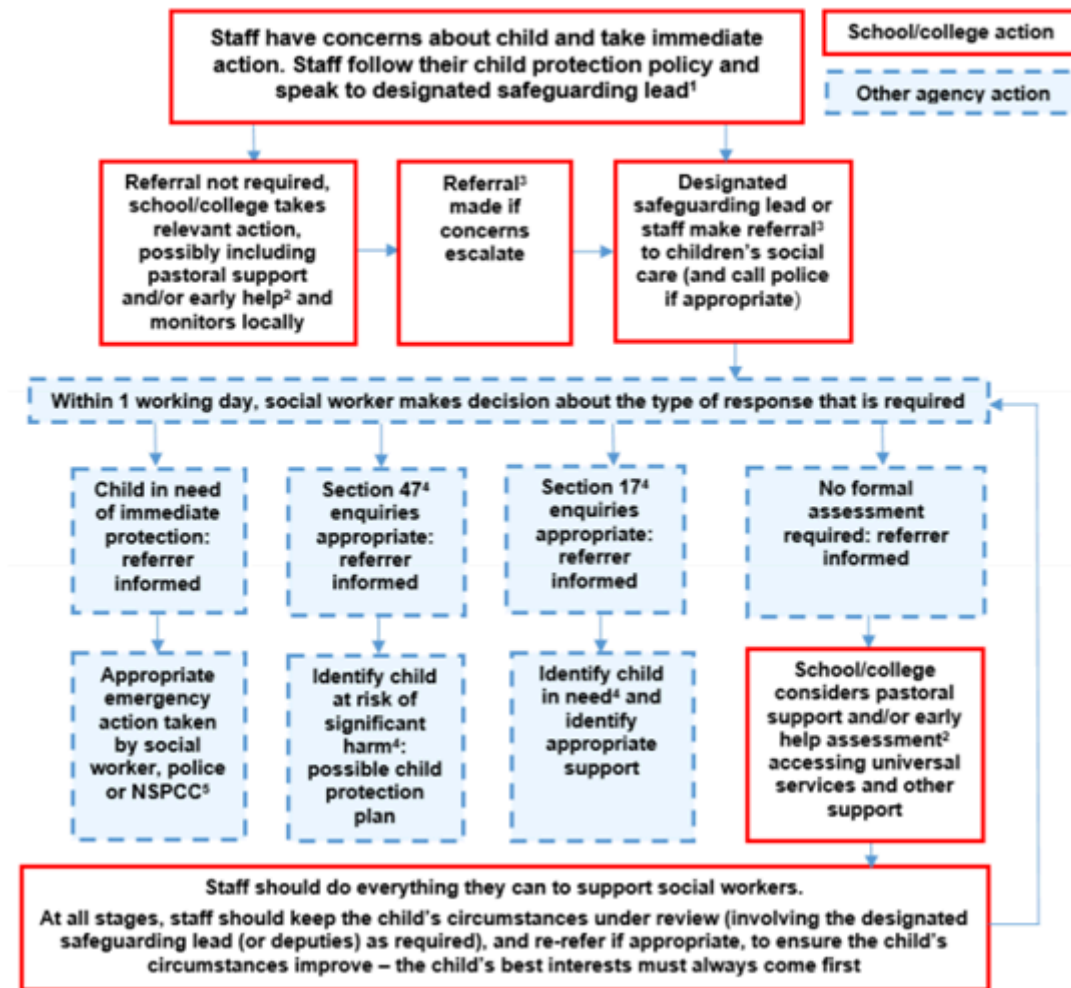 Staff have concerns about child and take immediate
action. Staff follow their child protection policy and
speak to designated safeguarding lead¹
School/college action
Other agency action
Referral not required,
school/college takes
relevant action,
possibly including
pastoral support
and/or early help² and
monitors locally
Referral³
made if
concerns
escalate
Designated
safeguarding lead or
staff make referral³
to children's social
care (and call police
if appropriate)
Within 1 working day, social worker makes decision about the type of response that is required
Child in need
of immediate
protection:
referrer
informed
Section 47⁴
enquiries
appropriate:
referrer
informed
Section 17⁴
enquiries
appropriate:
referrer
informed
No formal
assessment
required: referrer
informed
Appropriate
emergency
action taken
by social
worker, police
or NSPCC⁵
Identify child
at risk of
significant
harm⁴:
possible child
protection
plan
Identify child
in need⁴ and
identify
appropriate
support
School/college
considers pastoral
support and/or early
help assessment²
accessing universal
services and other
support
Staff should do everything they can to support social workers.
At all stages, staff should keep the child's circumstances under review (involving the designated
safeguarding lead (or deputies) as required), and re-refer if appropriate, to ensure the child's
circumstances improve – the child's best interests must always come first